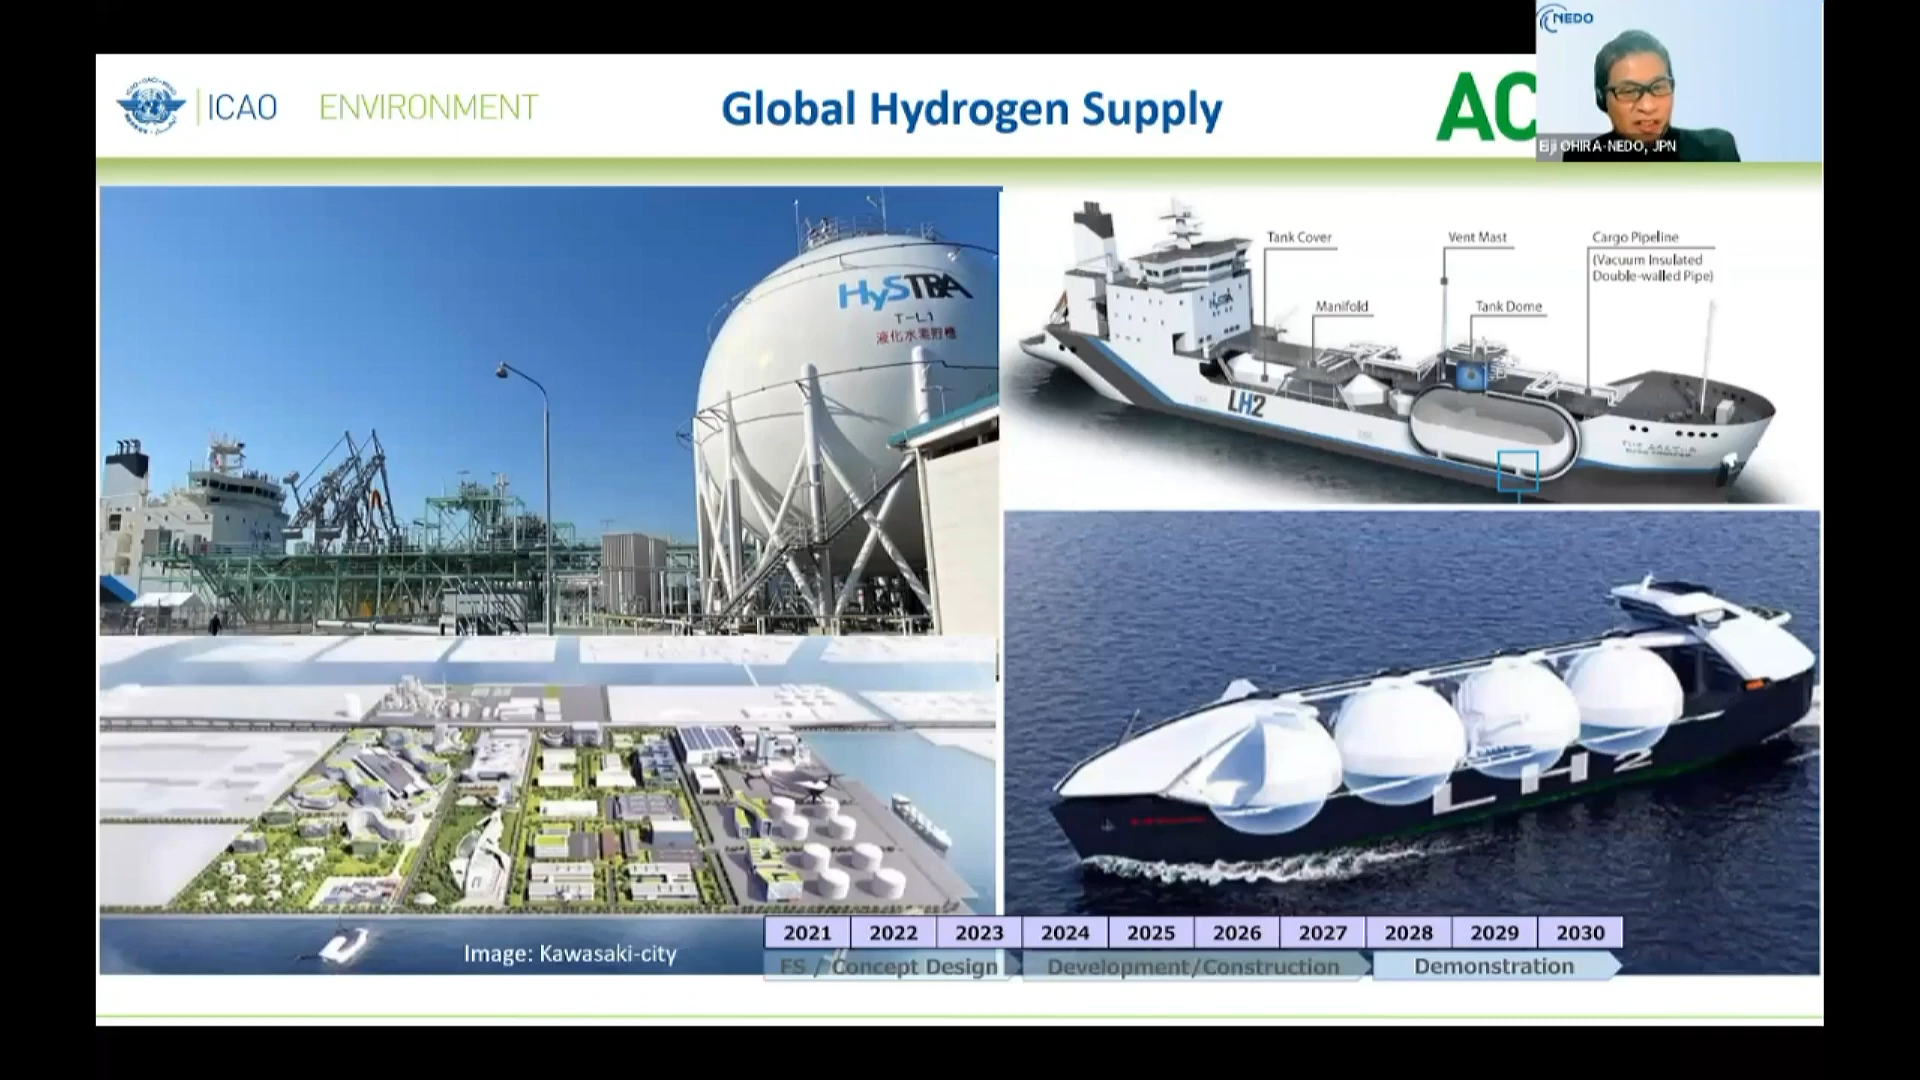 NEDO
ICAO
ENVIRONMENT
Global Hydrogen Supply
AC
Eiji OHIRA-NEDO, JPN
HySTRA
T-L1
液化水素貯槽
Tank Cover
Vent Mast
Cargo Pipeline
(Vacuum Insulated
Double-walled Pipe)
Manifold
Tank Dome
HySTRA
LH2
LH2
Image: Kawasaki-city
2021 2022 2023 2024 2025 2026 2027 2028 2029 2030
FS / Concept Design
Development/Construction
Demonstration